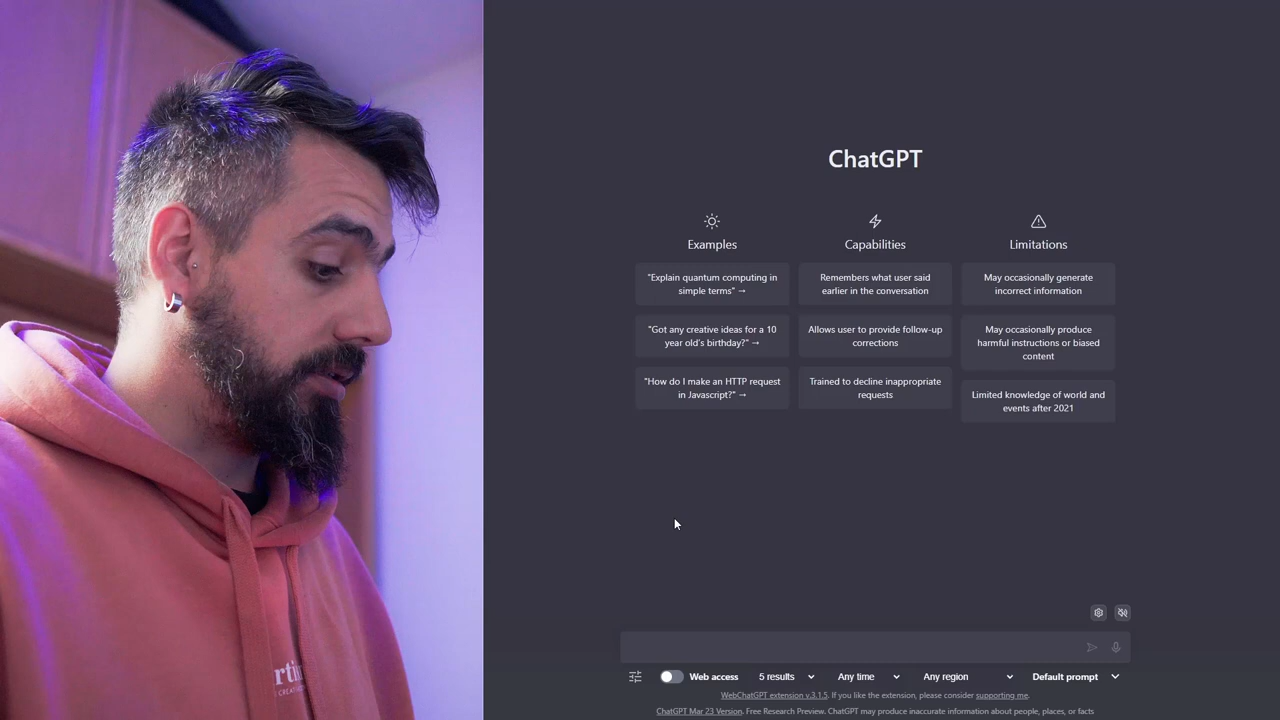 ChatGPT
Examples
"Explain quantum computing in
simple terms" →
"Got any creative ideas for a 10
year old's birthday?" →
"How do I make an HTTP request
in Javascript?" →
Capabilities
Remembers what user said
earlier in the conversation
Allows user to provide follow-up
corrections
Trained to decline inappropriate
requests
Limitations
May occasionally generate
incorrect information
May occasionally produce
harmful instructions or biased
content
Limited knowledge of world and
events after 2021
Web access 5 results Any time Any region Default prompt
WebChatGPT extension v.3.1.5. If you like the extension, please consider supporting me.
ChatGPT Mar 23 Version. Free Research Preview. ChatGPT may produce inaccurate information about people, places, or facts